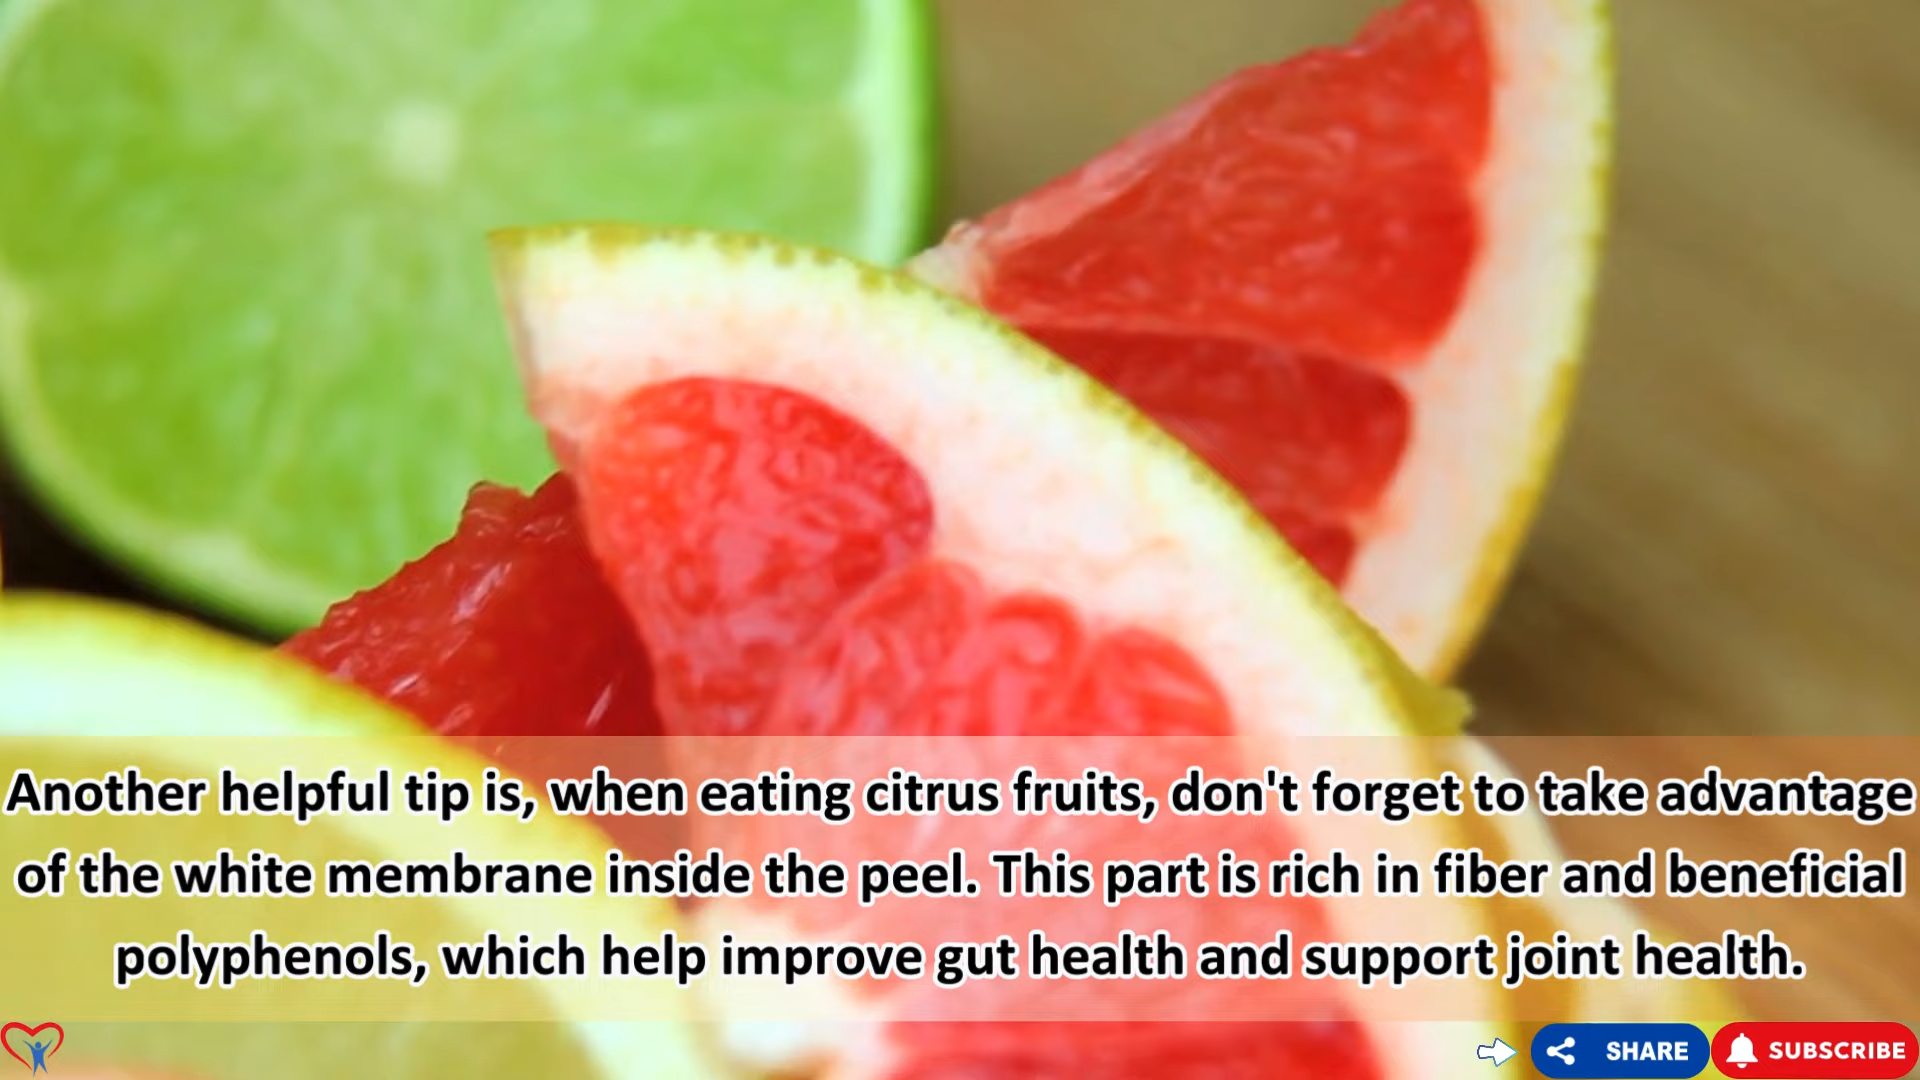 Another helpful tip is, when eating citrus fruits, don't forget to take advantage
of the white membrane inside the peel. This part is rich in fiber and beneficial
polyphenols, which help improve gut health and support joint health.
SHARE
SUBSCRIBE